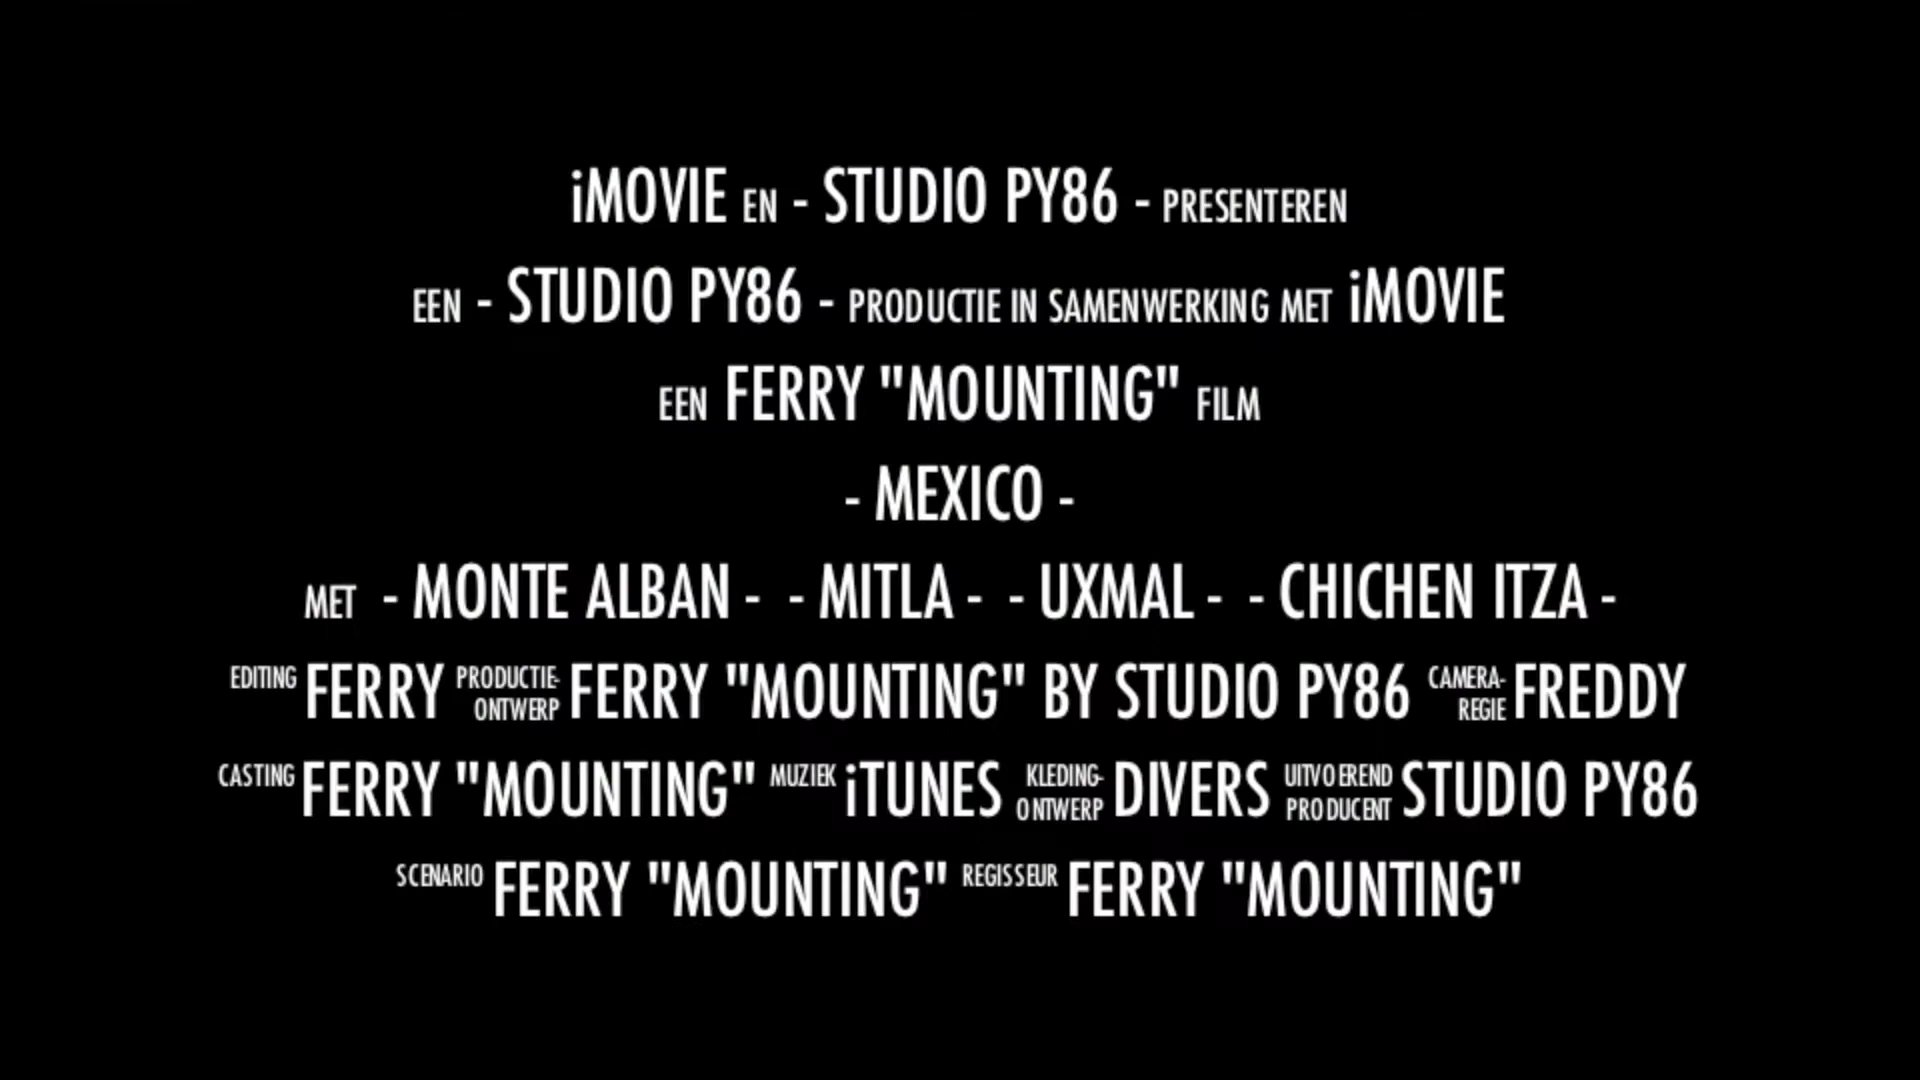 iMOVIE EN - STUDIO PY86 - PRESENTEREN
EEN - STUDIO PY86 - PRODUCTIE IN SAMENWERKING MET iMOVIE
EEN FERRY "MOUNTING" FILM
- MEXICO -
MET - MONTE ALBAN - - MITLA - - UXMAL - - CHICHEN ITZA -
EDITING FERRY PRODUCTIE-ONTWERP FERRY "MOUNTING" BY STUDIO PY86 CAMERA-REGIE FREDDY
CASTING FERRY "MOUNTING" MUZIEK iTUNES KLEDING-ONTWERP DIVERS UITVOEREND PRODUCENT STUDIO PY86
SCENARIO FERRY "MOUNTING" REGISSEUR FERRY "MOUNTING"